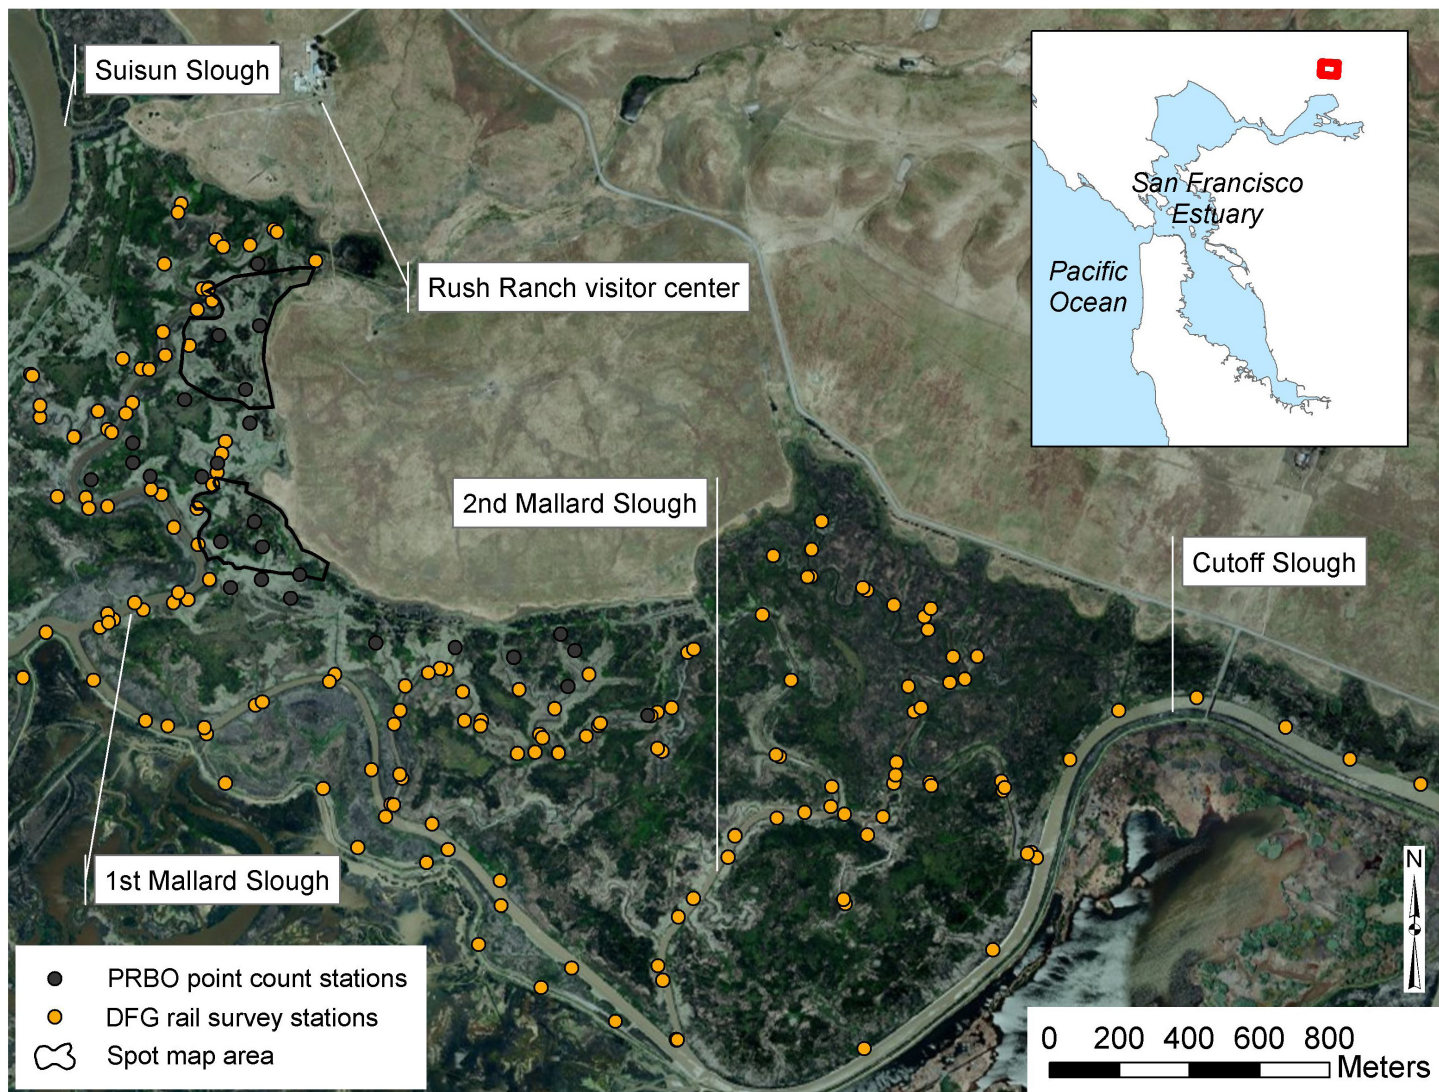 Suisun Slough
Rush Ranch visitor center
San Francisco
Estuary
Pacific
Ocean
2nd Mallard Slough
Cutoff Slough
1st Mallard Slough
N
PRBO point count stations
DFG rail survey stations
Spot map area
0 200 400 600 800
Meters